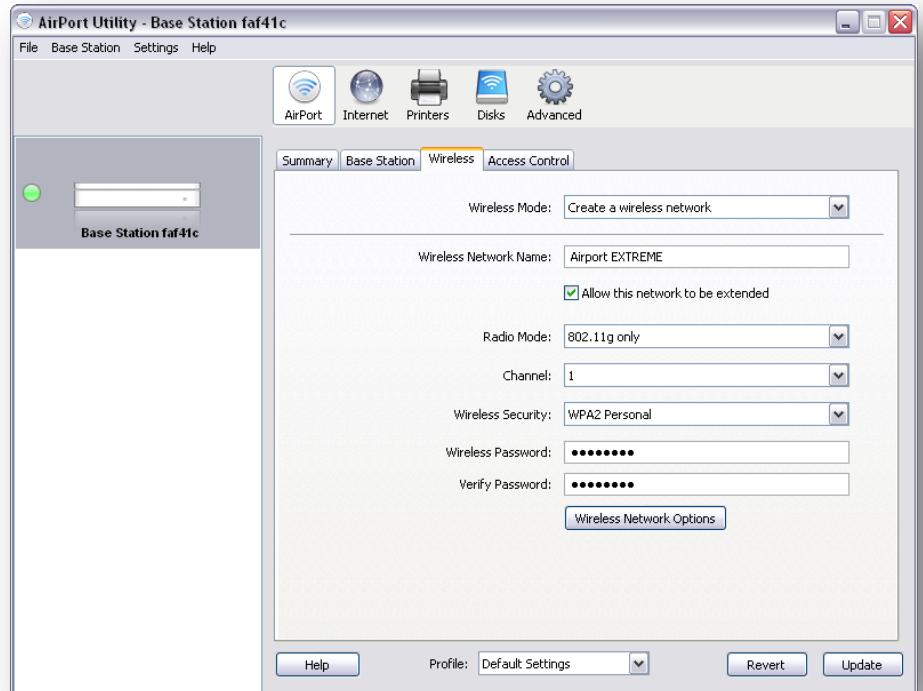 AirPort Utility - Base Station faf41c
File Base Station Settings Help
AirPort Internet Printers Disks Advanced
Summary Base Station Wireless Access Control
Base Station faf41c
Wireless Mode: Create a wireless network
Wireless Network Name: Airport EXTREME
Allow this network to be extended
Radio Mode: 802.11g only
Channel: 1
Wireless Security: WPA2 Personal
Wireless Password: ●●●●●●●●
Verify Password: ●●●●●●●●
Wireless Network Options
Help Profile: Default Settings Revert Update